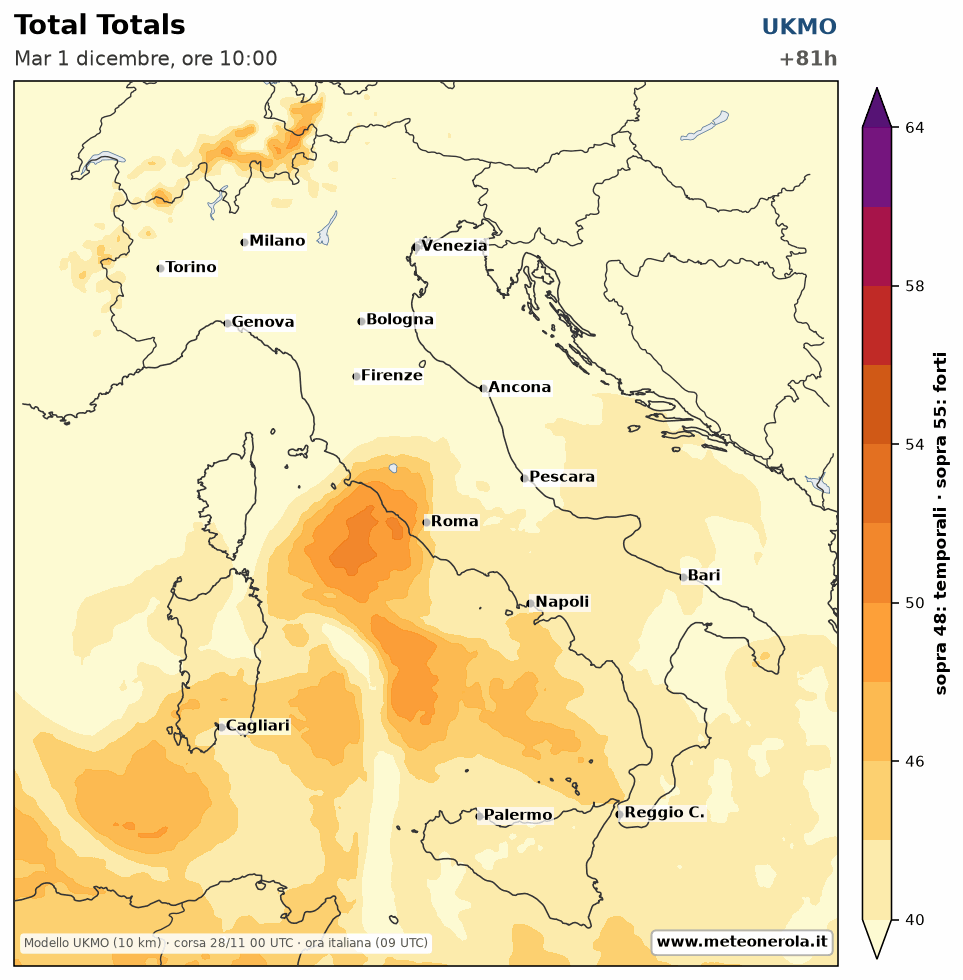 Total Totals
UKMO
Mar 1 dicembre, ore 10:00
+81h
Milano
Venezia
Torino
Genova
Bologna
Firenze
Ancona
Pescara
Roma
Bari
Napoli
Cagliari
Palermo
Reggio C.
64
58
54
50
46
40
sopra 48: temporali · sopra 55: forti
Modello UKMO (10 km) · corsa 28/11 00 UTC · ora italiana (09 UTC)
www.meteonerola.it